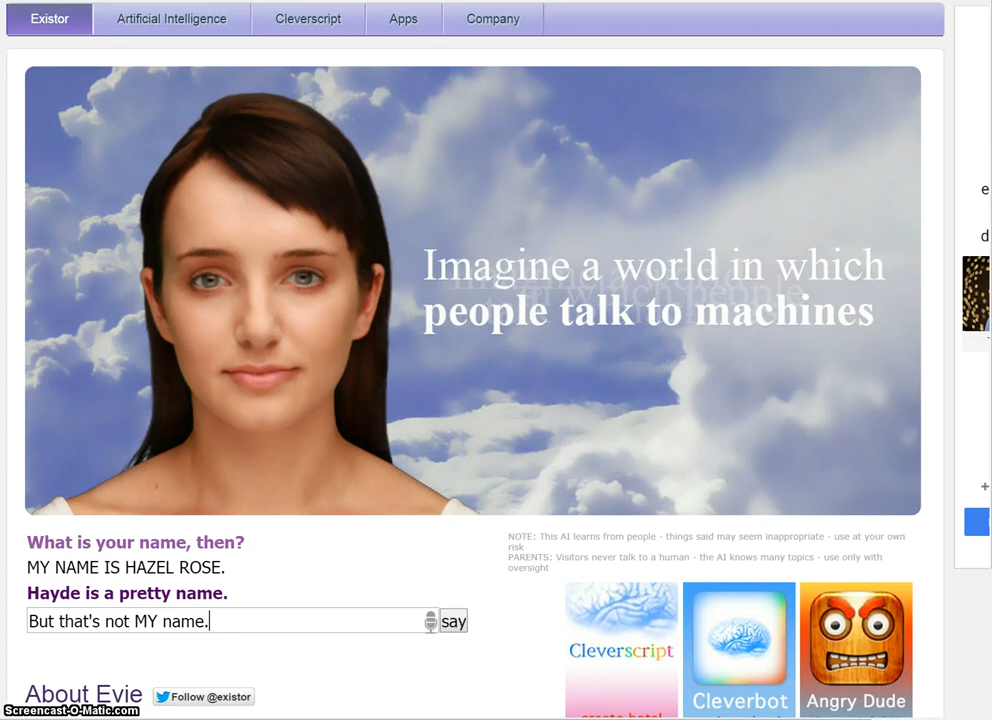 Existor
Artificial Intelligence
Cleverscript
Apps
Company
Imagine a world in which
people talk to machines
What is your name, then?
MY NAME IS HAZEL ROSE.
Hayde is a pretty name.
But that's not MY name.
say
NOTE: This AI learns from people - things said may seem inappropriate - use at your own
risk
PARENTS: Visitors never talk to a human - the AI knows many topics - use only with
oversight
Cleverscript
Cleverbot
Angry Dude
About Evie
Follow @existor
Screencast-O-Matic.com
e
d
+